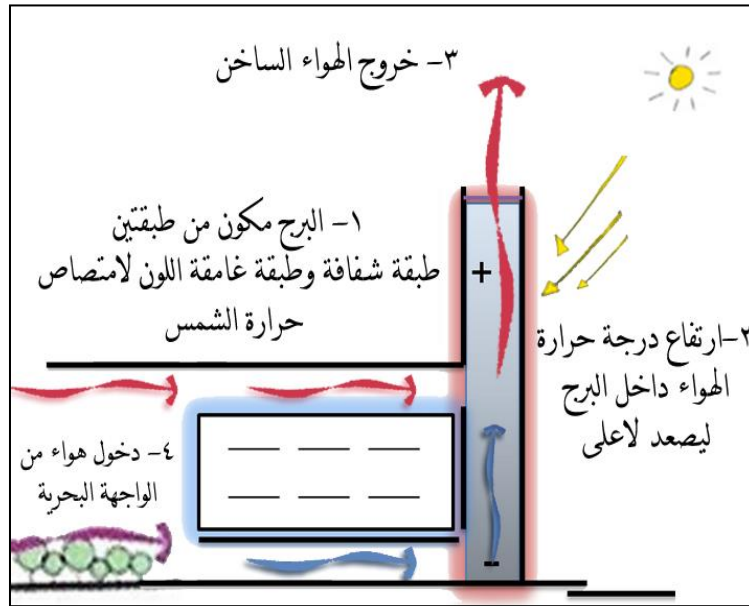 ٣- خروج الهواء الساخن
١- البرج مكون من طبقتين
طبقة شفافة وطبقة غامقة اللون لامتصاص
حرارة الشمس
+
٢-ارتفاع درجة حرارة
الهواء داخل البرج
ليصعد لاعلى
٤- دخول هواء من
الواجهة البحرية
-